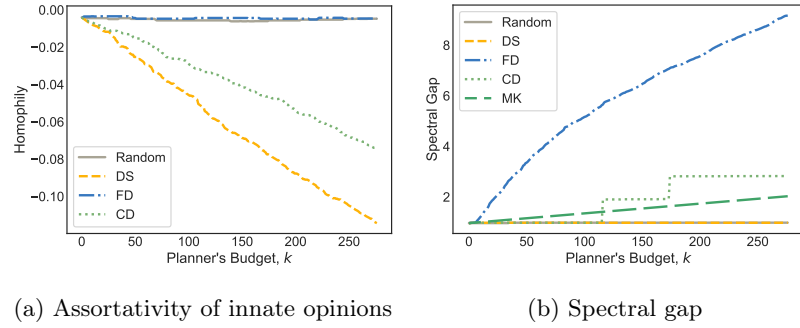 0.00
−0.02
−0.04
−0.06
−0.08
−0.10
Homophily
Random
DS
FD
CD
0 50 100 150 200 250
Planner's Budget, k
8
6
4
2
Spectral Gap
Random
DS
FD
CD
MK
0 50 100 150 200 250
Planner's Budget, k
(a) Assortativity of innate opinions
(b) Spectral gap